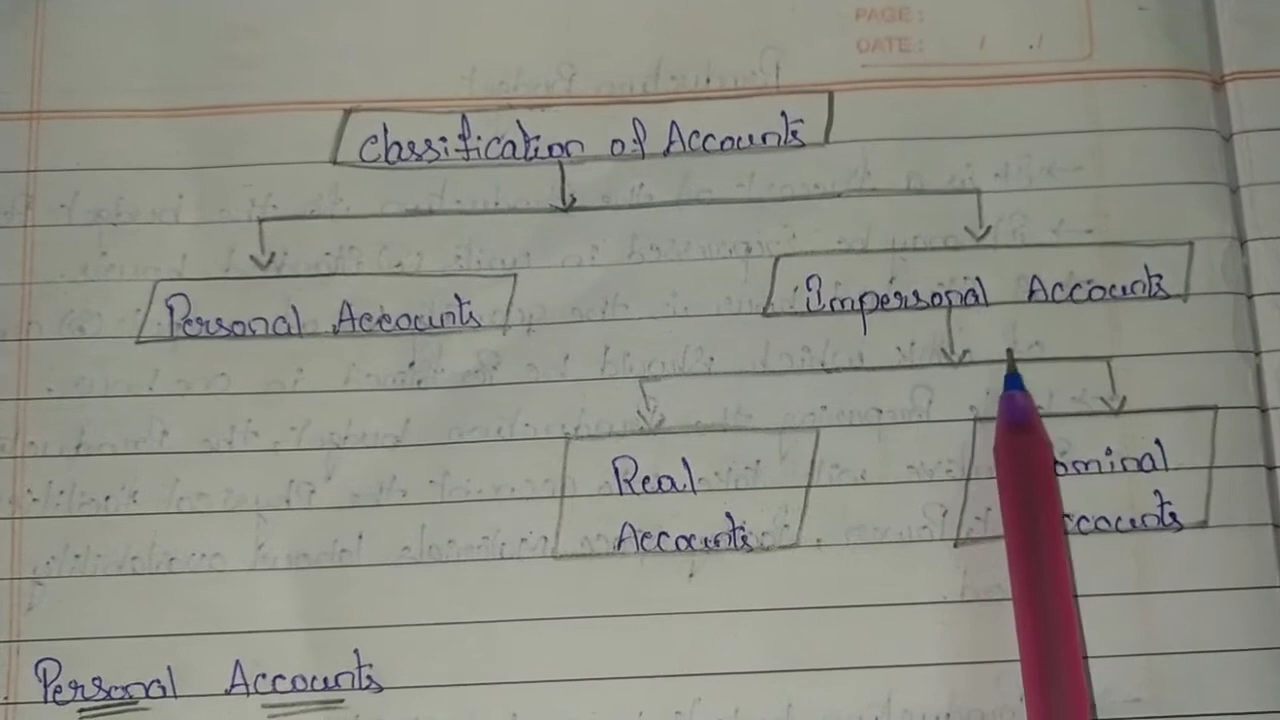 PAGE:
DATE: / /
Classification of Accounts
Personal Accounts
Impersonal Accounts
Real
Accounts
ominal
ccounts
Personal Accounts